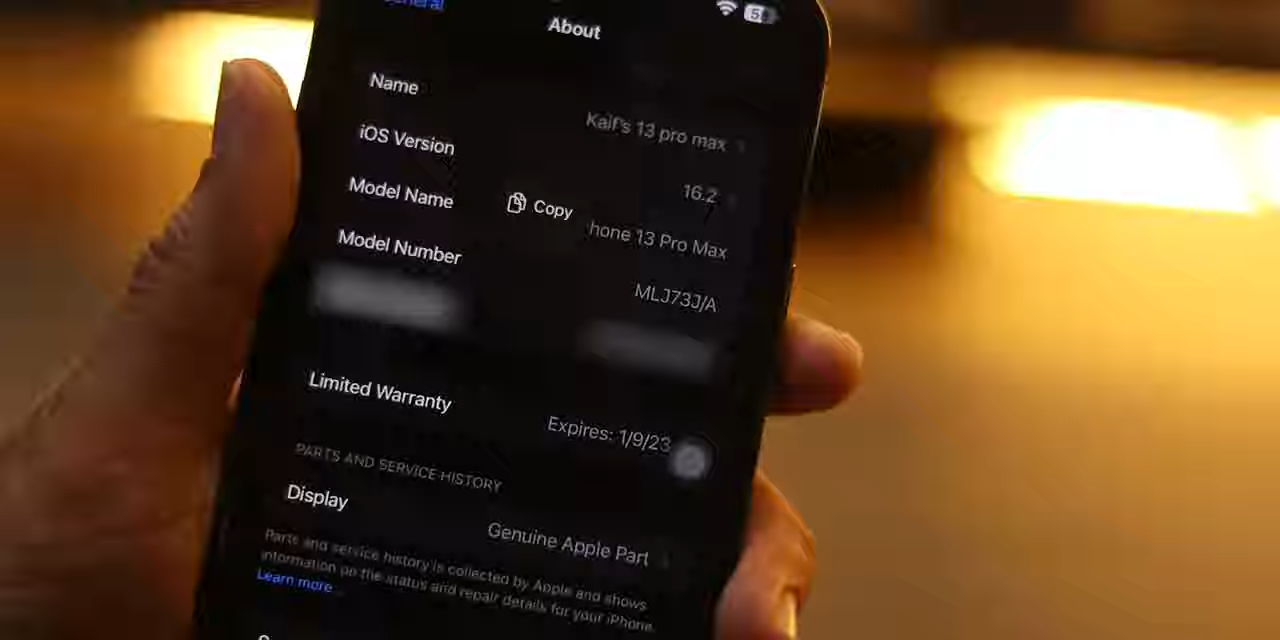 General
About
Name
Kaif's 13 pro max
iOS Version
16.2
Model Name
Copy
hone 13 Pro Max
Model Number
MLJ73J/A
Limited Warranty
Expires: 1/9/23
PARTS AND SERVICE HISTORY
Display
Genuine Apple Part
Parts and service history is collected by Apple and shows
information on the status and repair details for your iPhone.
Learn more...